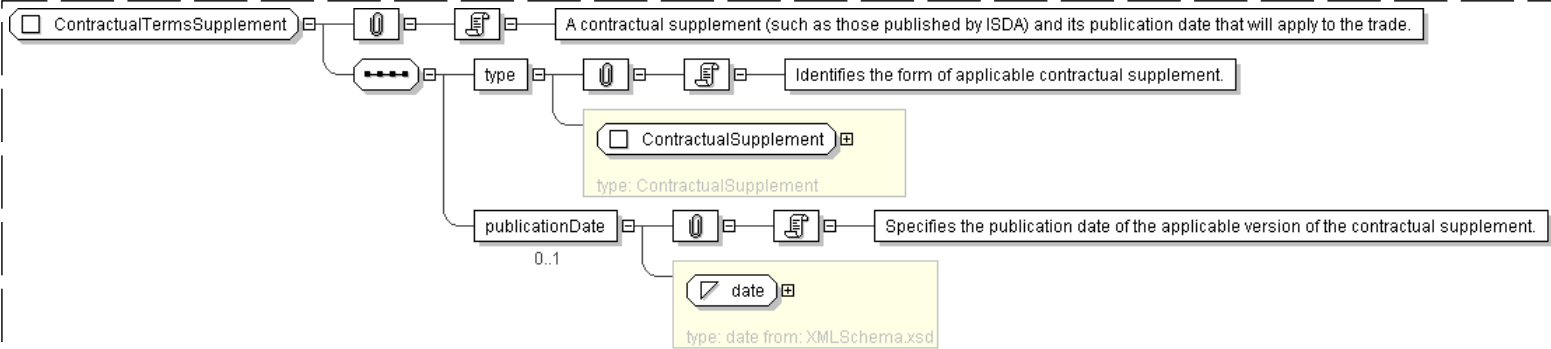 ContractualTermsSupplement
A contractual supplement (such as those published by ISDA) and its publication date that will apply to the trade.
type
Identifies the form of applicable contractual supplement.
ContractualSupplement
type: ContractualSupplement
publicationDate
Specifies the publication date of the applicable version of the contractual supplement.
0..1
date
type: date from: XMLSchema.xsd